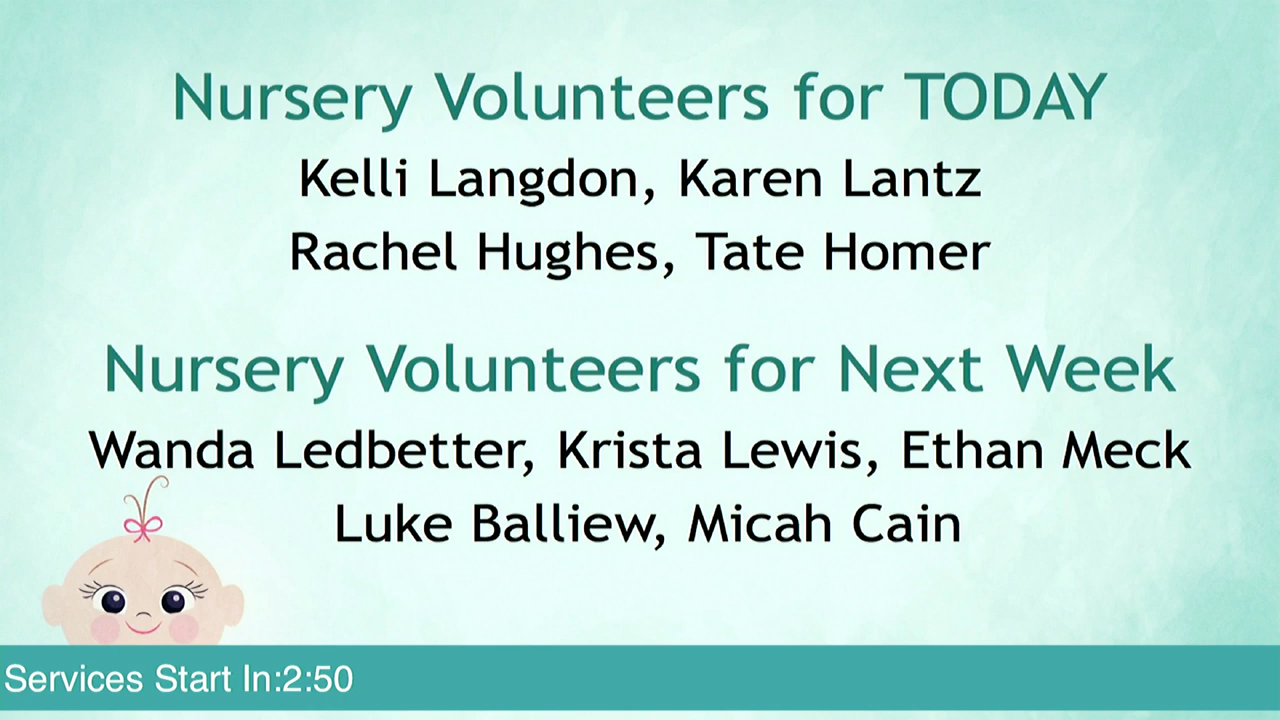 Nursery Volunteers for TODAY
Kelli Langdon, Karen Lantz
Rachel Hughes, Tate Homer
Nursery Volunteers for Next Week
Wanda Ledbetter, Krista Lewis, Ethan Meck
Luke Balliew, Micah Cain
Services Start In:2:50